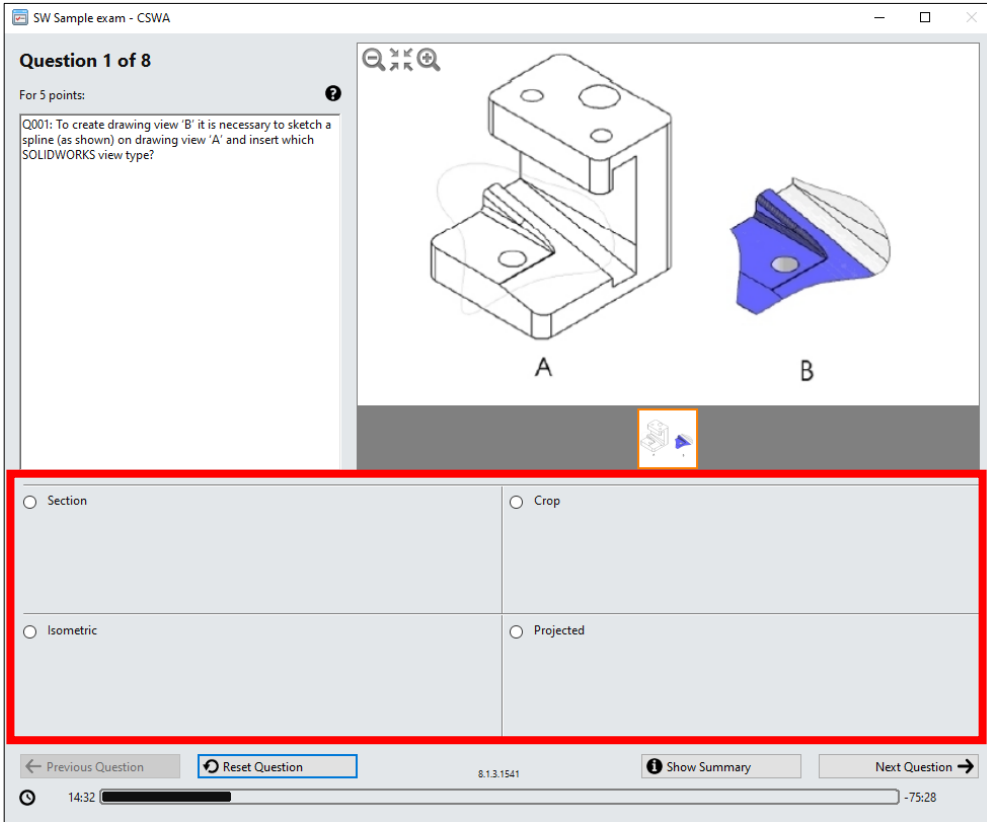 SW Sample exam - CSWA
Question 1 of 8
For 5 points:
Q001: To create drawing view 'B' it is necessary to sketch a
spline (as shown) on drawing view 'A' and insert which
SOLIDWORKS view type?
A
B
Section
Crop
Isometric
Projected
Previous Question
Reset Question
8.1.3.1541
Show Summary
Next Question
14:32
-75:28